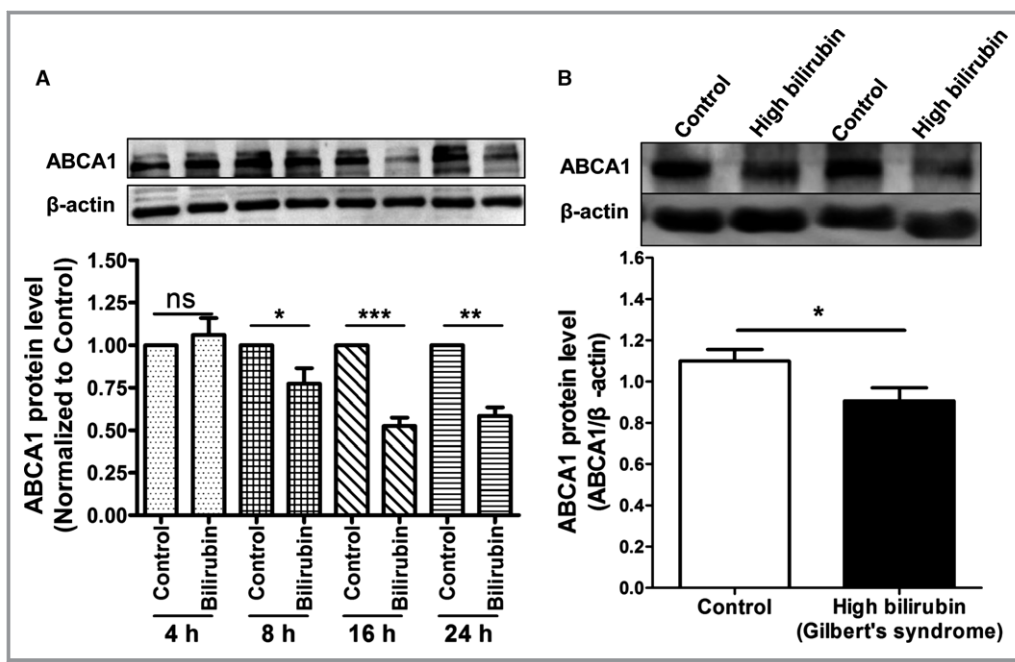 A
ABCA1
β-actin
ABCA1 protein level
(Normalized to Control)
1.50
1.25
1.00
0.75
0.50
0.25
0.00
ns
*
***
**
Control
Bilirubin
Control
Bilirubin
Control
Bilirubin
Control
Bilirubin
4 h
8 h
16 h
24 h
B
Control
High bilirubin
Control
High bilirubin
ABCA1
β-actin
ABCA1 protein level
(ABCA1/β -actin)
1.6
1.4
1.2
1.0
0.8
0.6
0.4
0.2
0.0
*
Control
High bilirubin
(Gilbert's syndrome)